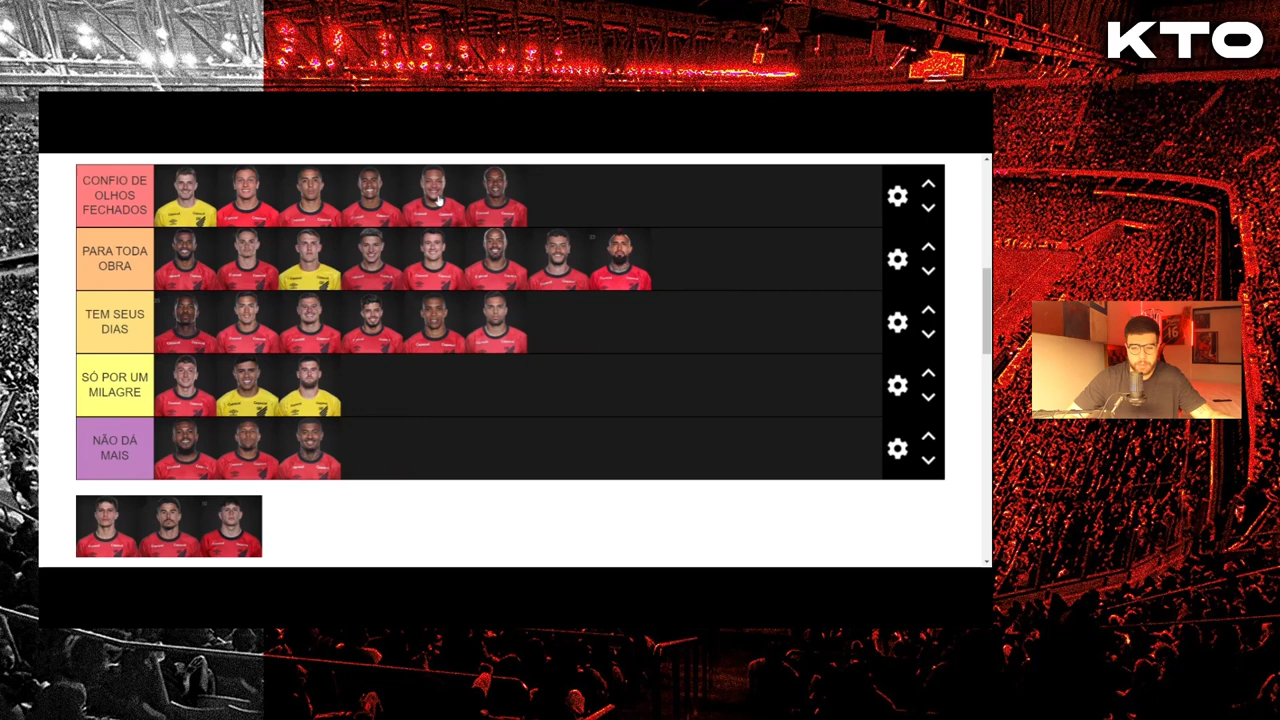 KTO
CONFIO DE
OLHOS
FECHADOS
PARA TODA
OBRA
TEM SEUS
DIAS
SÓ POR UM
MILAGRE
NÃO DÁ
MAIS